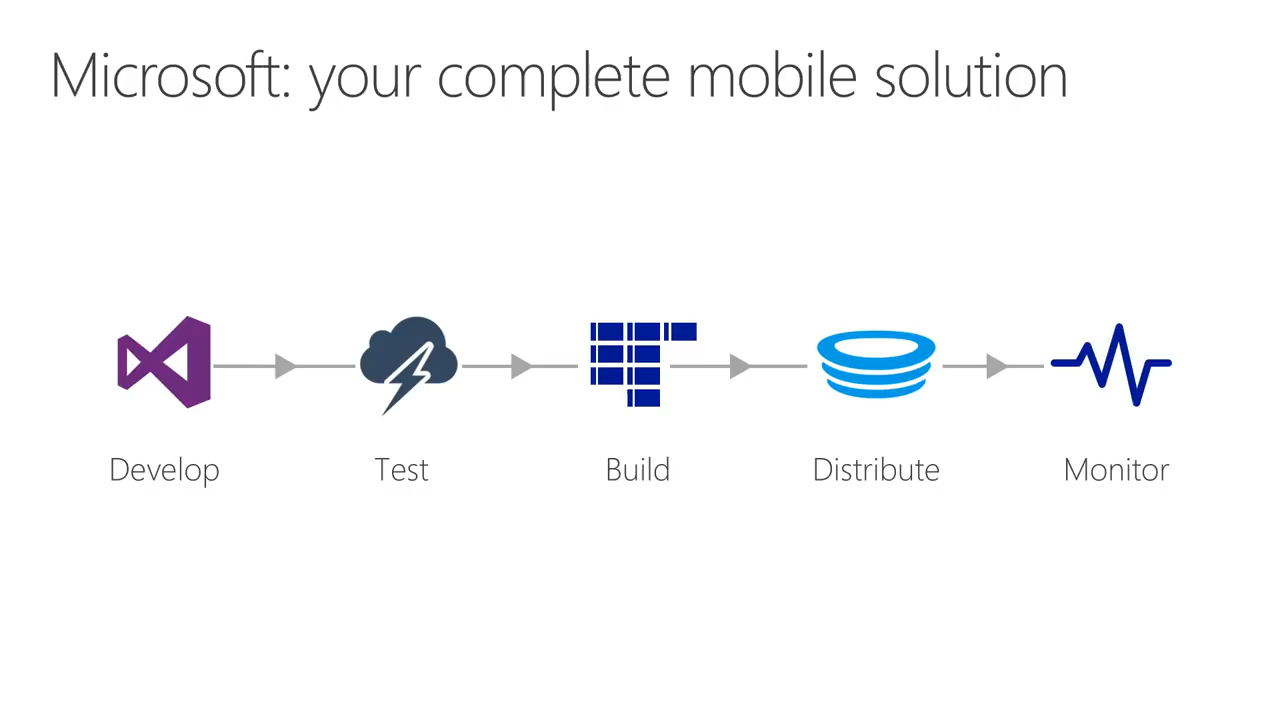 Microsoft: your complete mobile solution
Develop
Test
Build
Distribute
Monitor